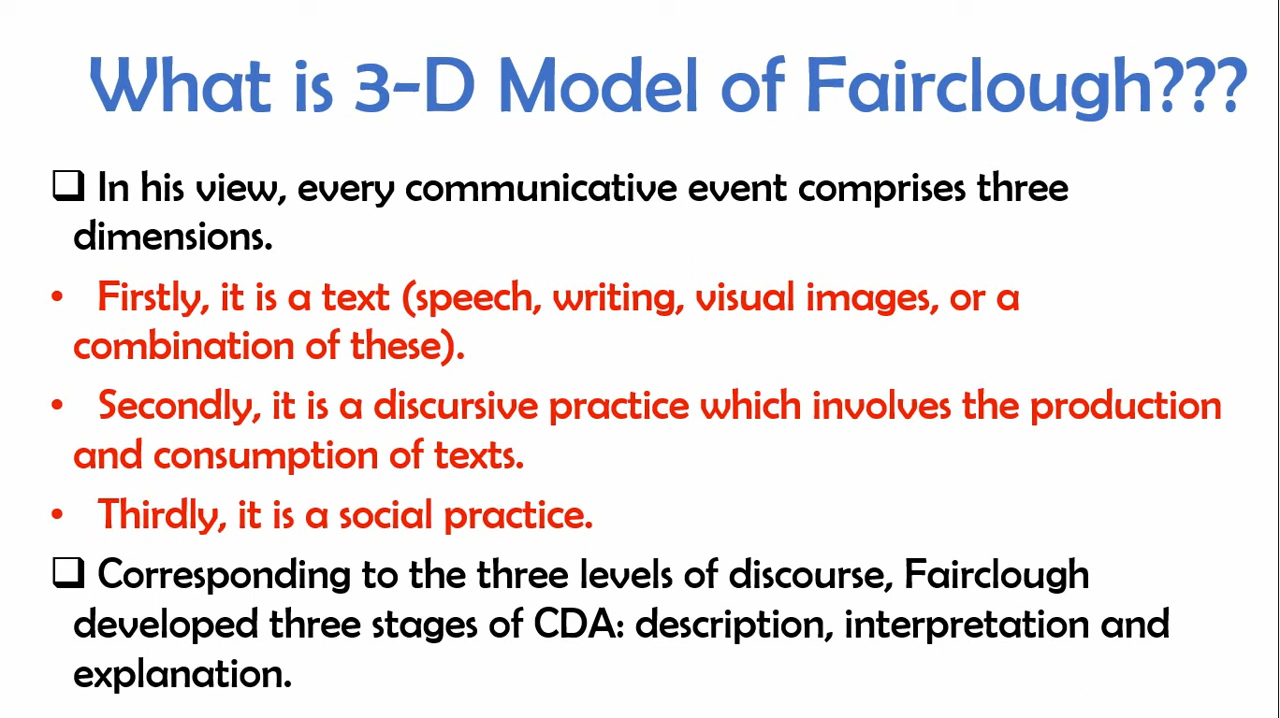 What is 3-D Model of Fairclough???
❑ In his view, every communicative event comprises three
dimensions.
• Firstly, it is a text (speech, writing, visual images, or a
combination of these).
• Secondly, it is a discursive practice which involves the production
and consumption of texts.
• Thirdly, it is a social practice.
❑ Corresponding to the three levels of discourse, Fairclough
developed three stages of CDA: description, interpretation and
explanation.